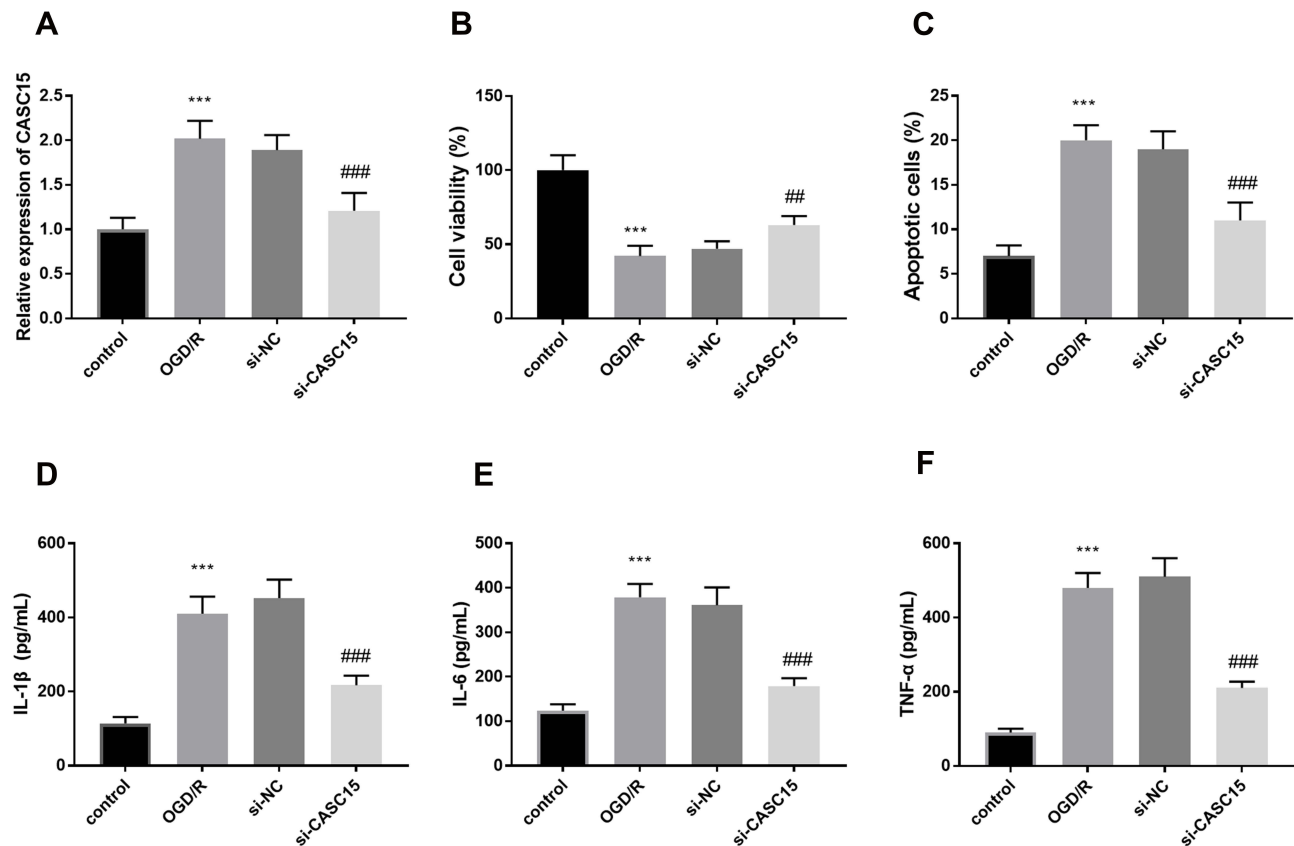 A
Relative expression of CASC15
2.5
2.0
1.5
1.0
0.5
0.0
***
###
control
OGD/R
si-NC
si-CASC15
B
Cell viability (%)
150
100
50
0
***
##
control
OGD/R
si-NC
si-CASC15
C
Apoptotic cells (%)
25
20
15
10
5
0
***
###
control
OGD/R
si-NC
si-CASC15
D
IL-1β (pg/mL)
600
400
200
0
***
###
control
OGD/R
si-NC
si-CASC15
E
IL-6 (pg/mL)
500
400
300
200
100
0
***
###
control
OGD/R
si-NC
si-CASC15
F
TNF-α (pg/mL)
600
400
200
0
***
###
control
OGD/R
si-NC
si-CASC15